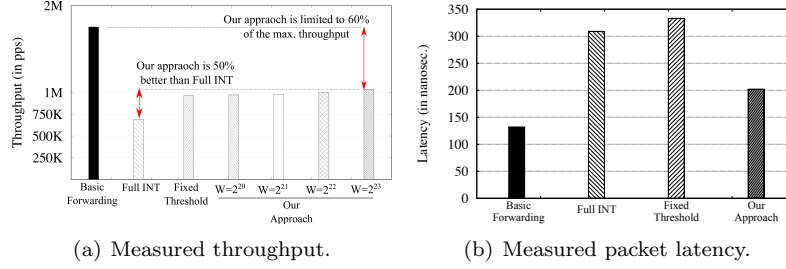 Throughput (in pps)
2M
1M
750K
500K
250K
Our appraoch is limited to 60%
of the max. throughput
Our appraoch is 50%
better than Full INT
Basic
Forwarding
Full INT
Fixed
Threshold
W=2^20
W=2^21
W=2^22
W=2^23
Our
Approach
(a) Measured throughput.
Latency (in nanosec.)
350
300
250
200
150
100
50
0
Basic
Forwarding
Full INT
Fixed
Threshold
Our
Approach
(b) Measured packet latency.